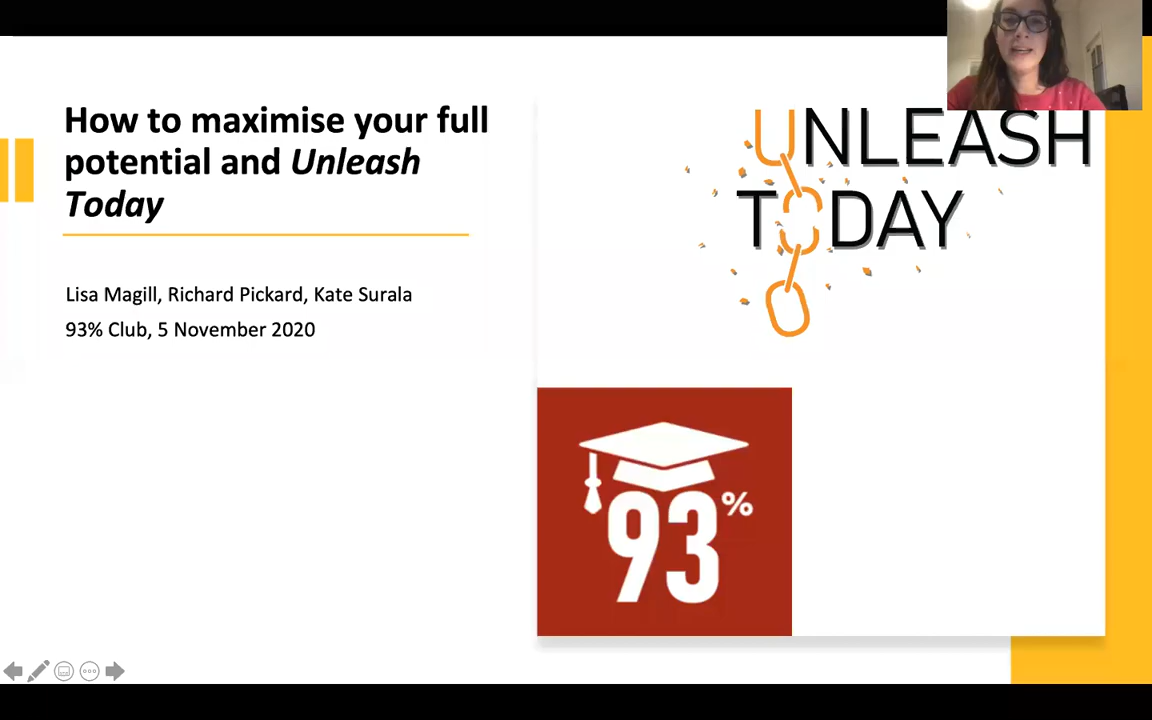 How to maximise your full
potential and Unleash
Today
Lisa Magill, Richard Pickard, Kate Surala
93% Club, 5 November 2020
UNLEASH
TODAY
93%